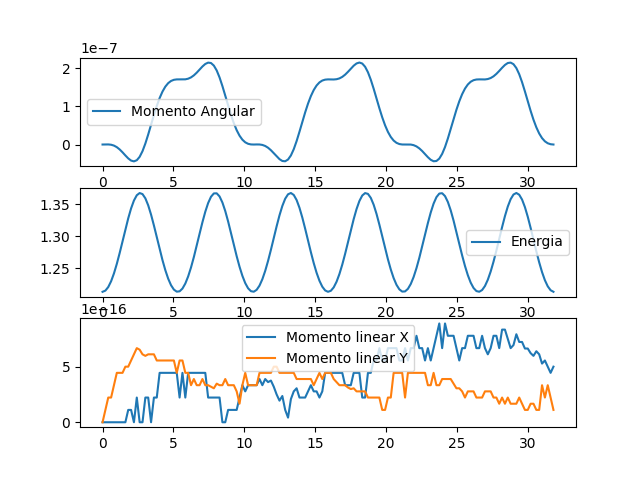 1e−7
2
1
0
Momento Angular
0 5 10 15 20 25 30
1.35
1.30
1.25
Energia
0 5 10 15 20 25 30
1e−16
5
0
Momento linear X
Momento linear Y
0 5 10 15 20 25 30